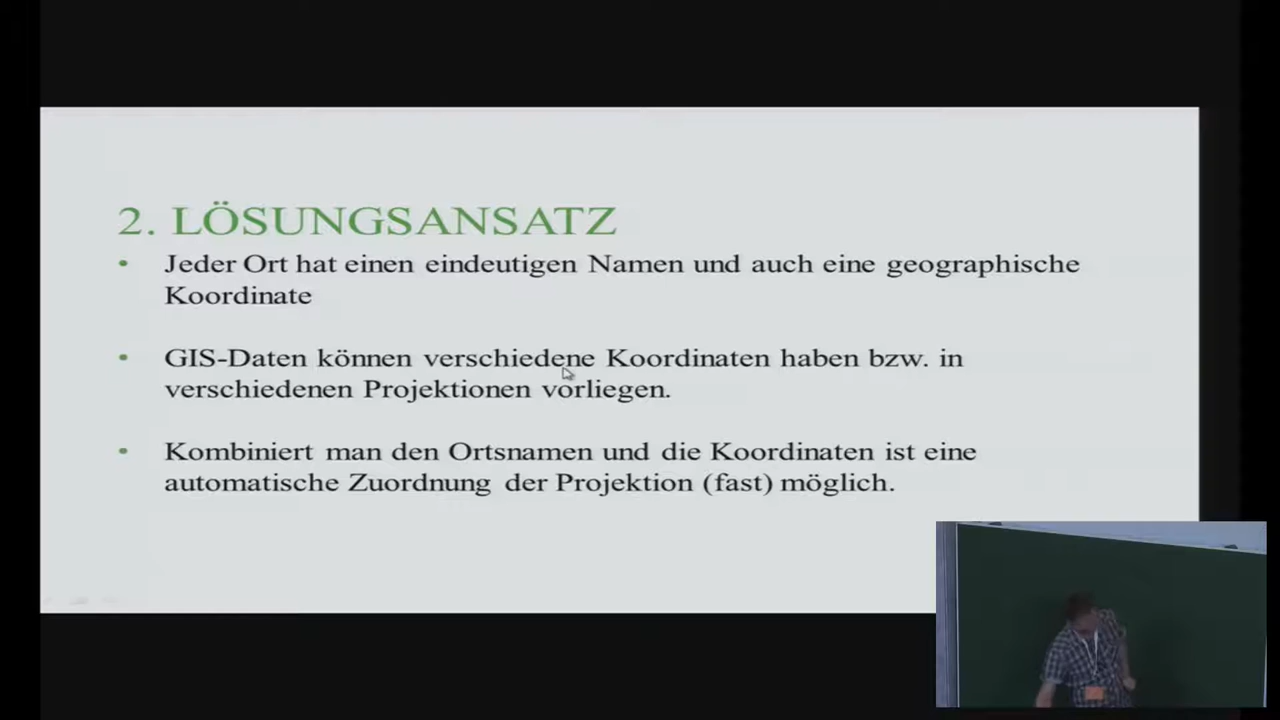 2. LÖSUNGSANSATZ
• Jeder Ort hat einen eindeutigen Namen und auch eine geographische
Koordinate
• GIS-Daten können verschiedene Koordinaten haben bzw. in
verschiedenen Projektionen vorliegen.
• Kombiniert man den Ortsnamen und die Koordinaten ist eine
automatische Zuordnung der Projektion (fast) möglich.